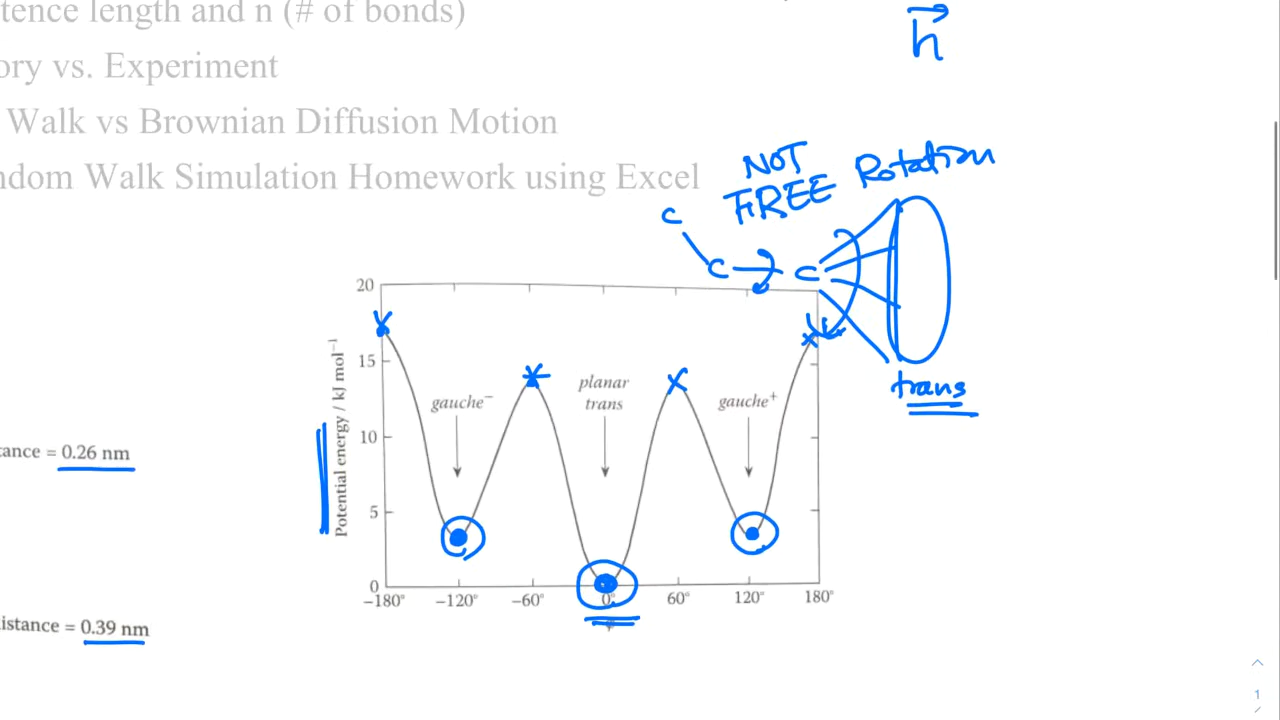 tence length and n (# of bonds)
h
ory vs. Experiment
Walk vs Brownian Diffusion Motion
ndom Walk Simulation Homework using Excel
NOT
FREE Rotation
c
c c
20
15
10
5
0
Potential energy / kJ mol⁻¹
gauche⁻
planar
trans
gauche⁺
trans
tance = 0.26 nm
−180° −120° −60° 0° 60° 120° 180°
φ
istance = 0.39 nm
1